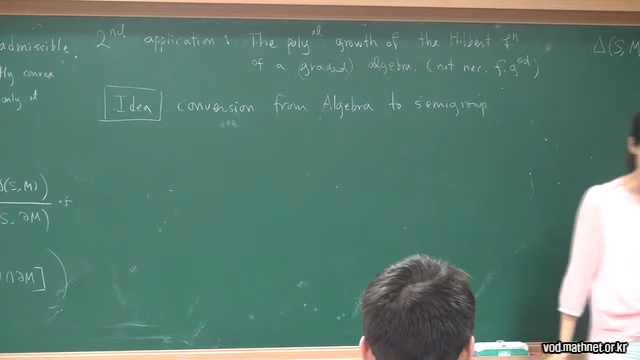 admissible
tly convex
only if
Δ(S,M)
S, ∂M)
∩∂M]
2nd application : The polyal growth of the Hilbert fn
of a (graded) algebra. (not nec. f.g^ed)
Idea conversion from Algebra to semigroup
Δ(S, M
vod.mathnet.or.kr